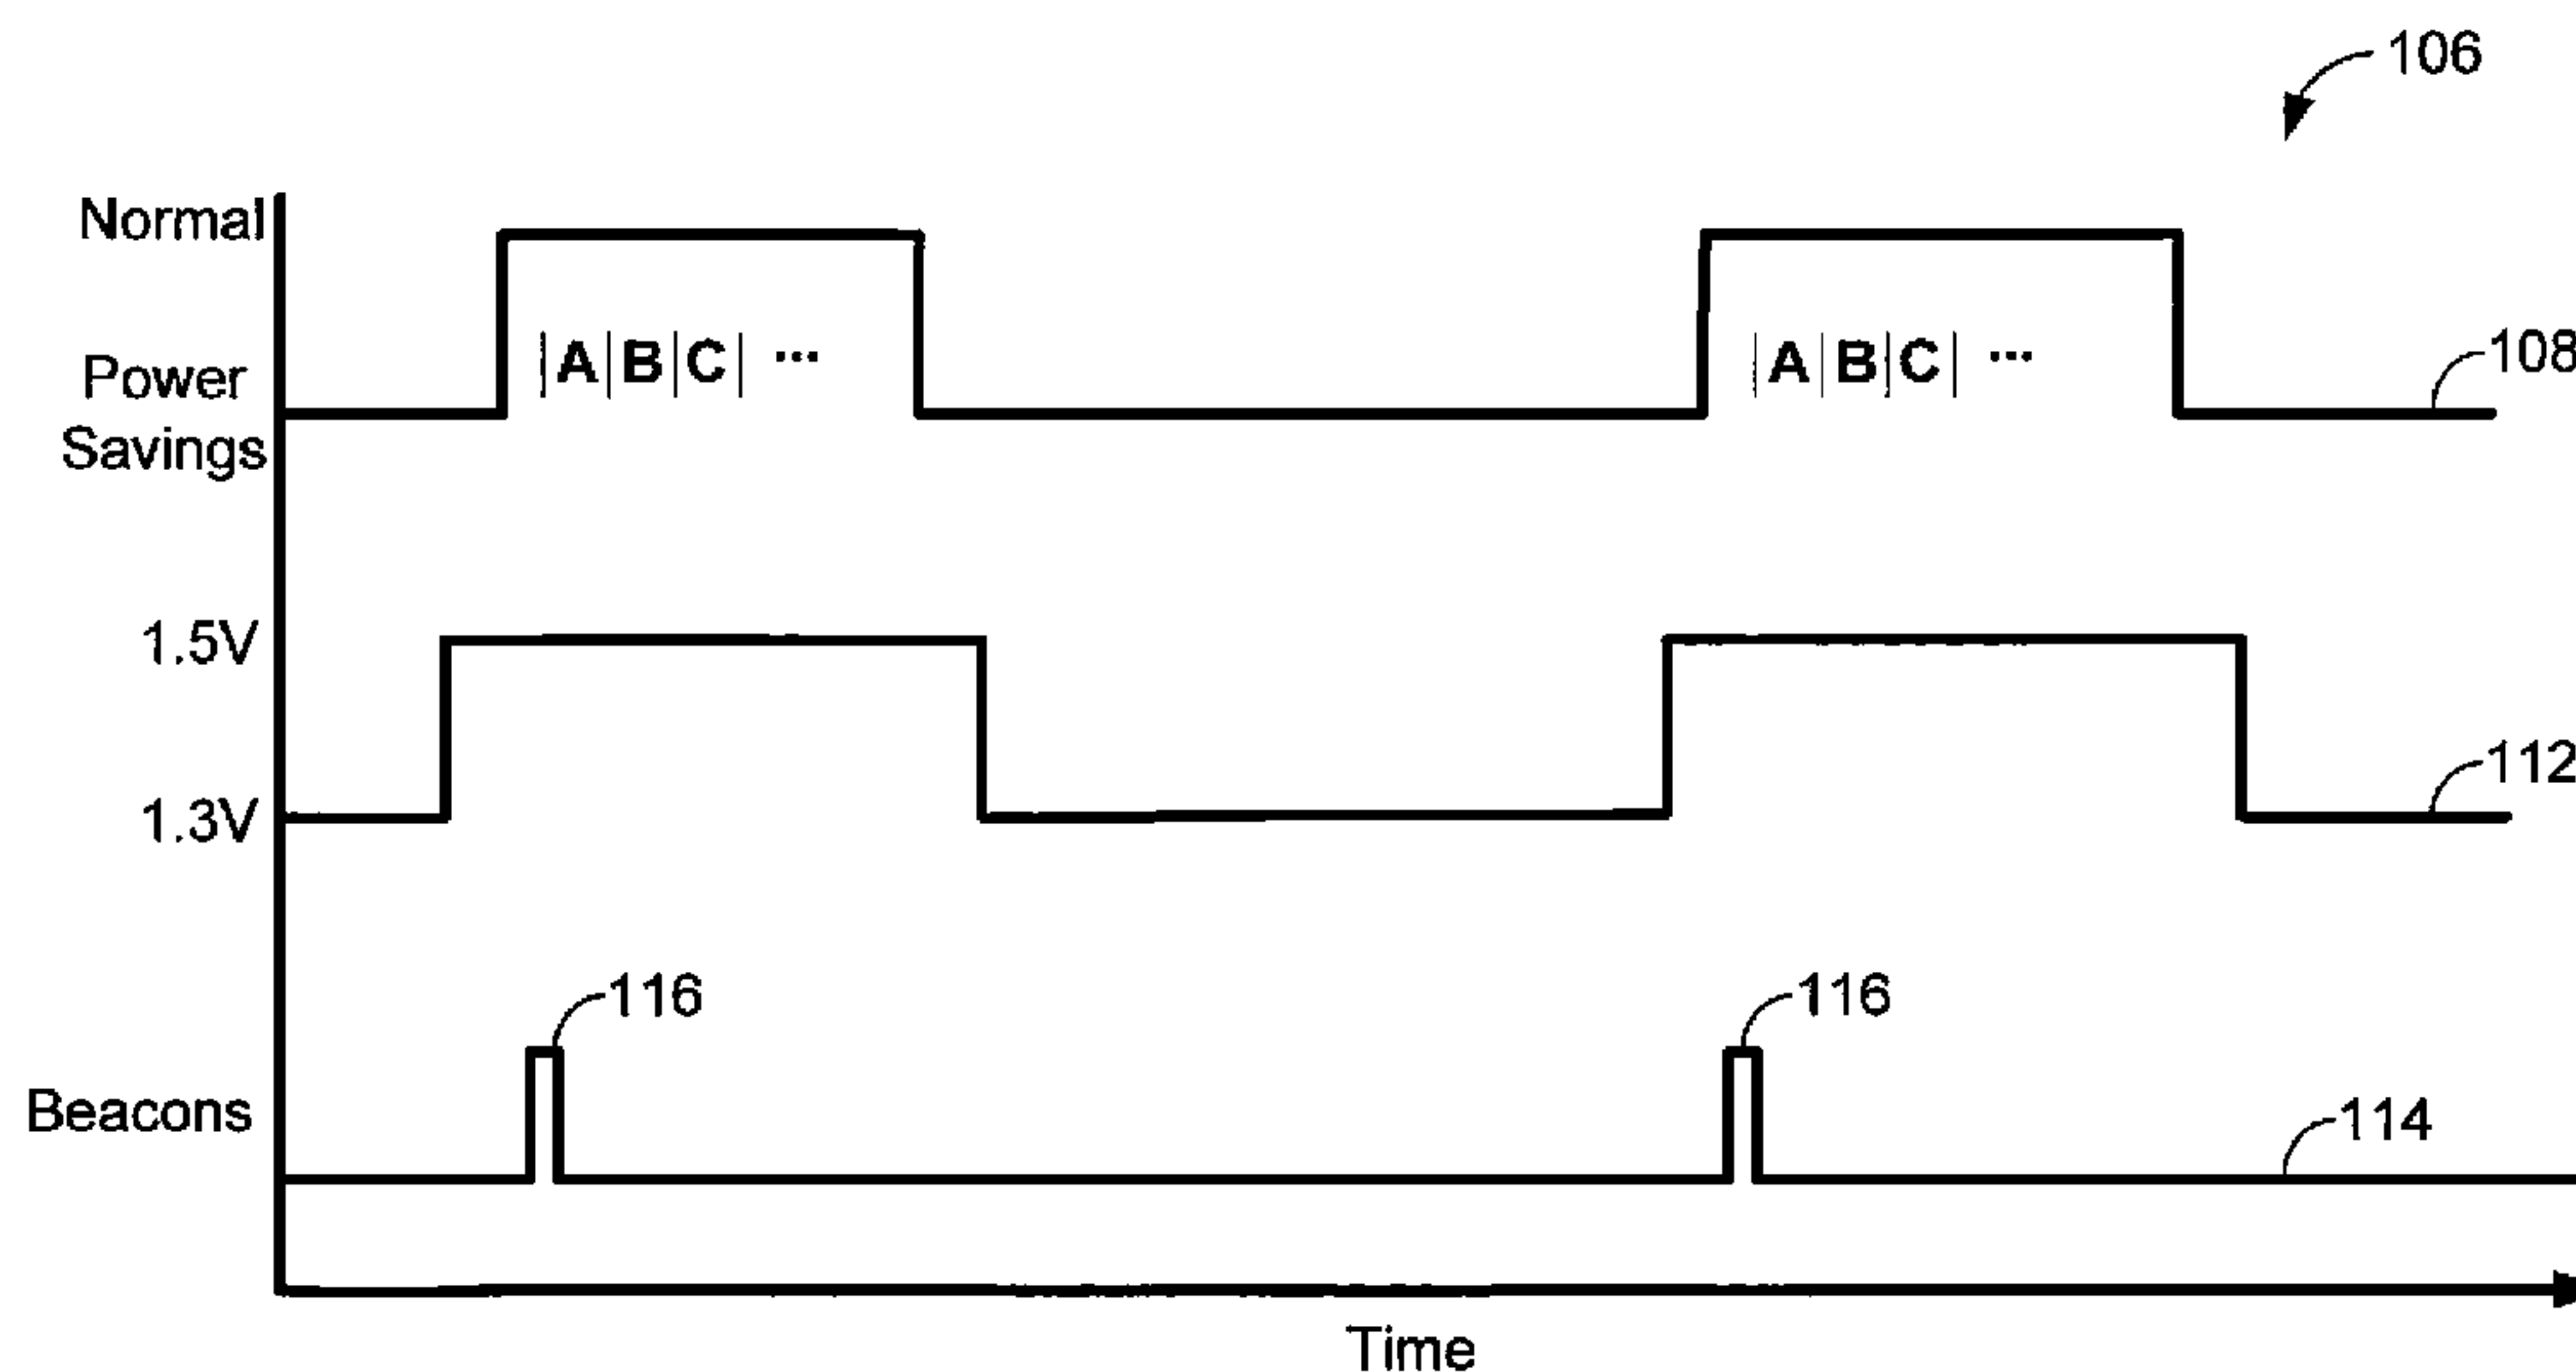 106
Normal
|A|B|C| ...
|A|B|C| ...
108
Power
Savings
1.5V
112
1.3V
116
116
Beacons
114
Time